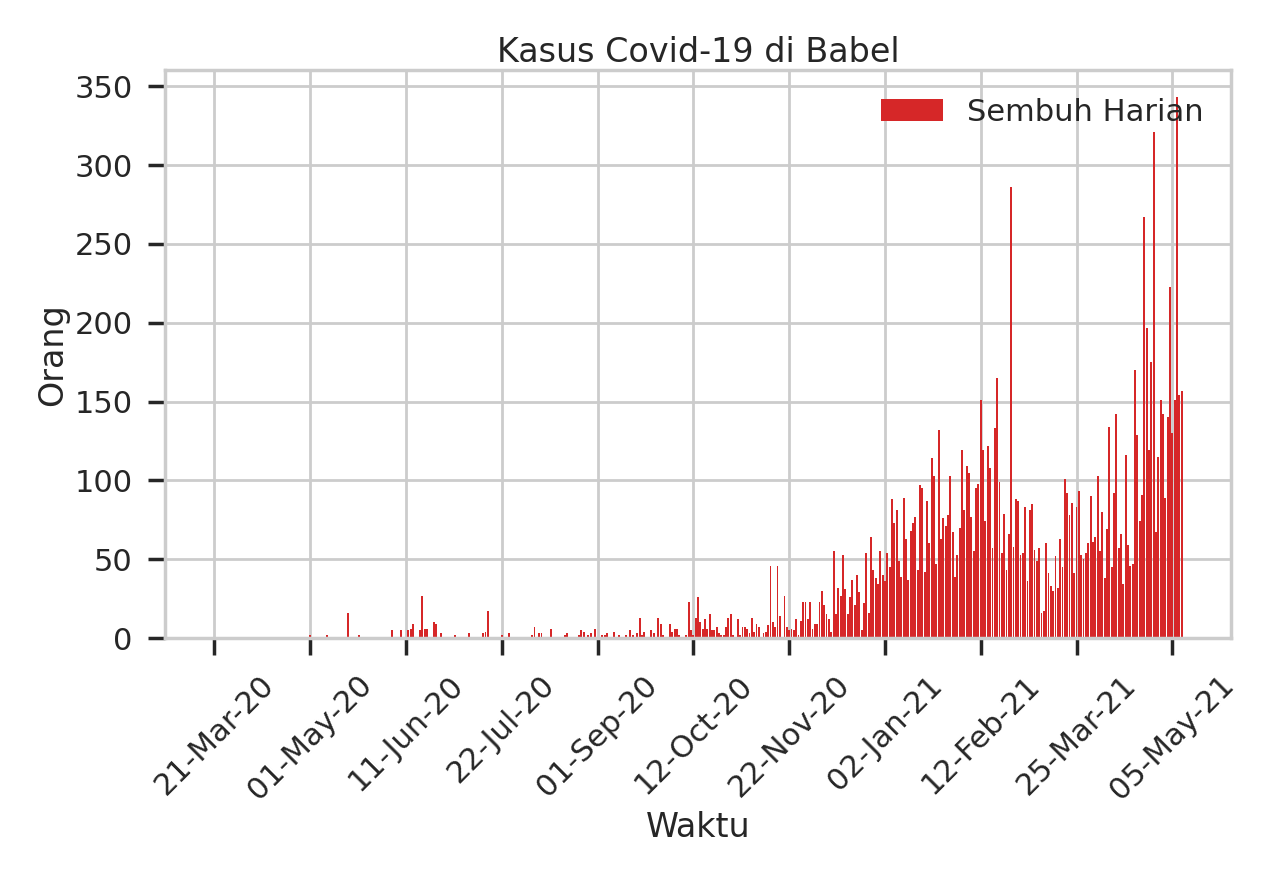 Kasus Covid-19 di Babel
Sembuh Harian
Orang
350
300
250
200
150
100
50
0
21-Mar-20
01-May-20
11-Jun-20
22-Jul-20
01-Sep-20
12-Oct-20
22-Nov-20
02-Jan-21
12-Feb-21
25-Mar-21
05-May-21
Waktu